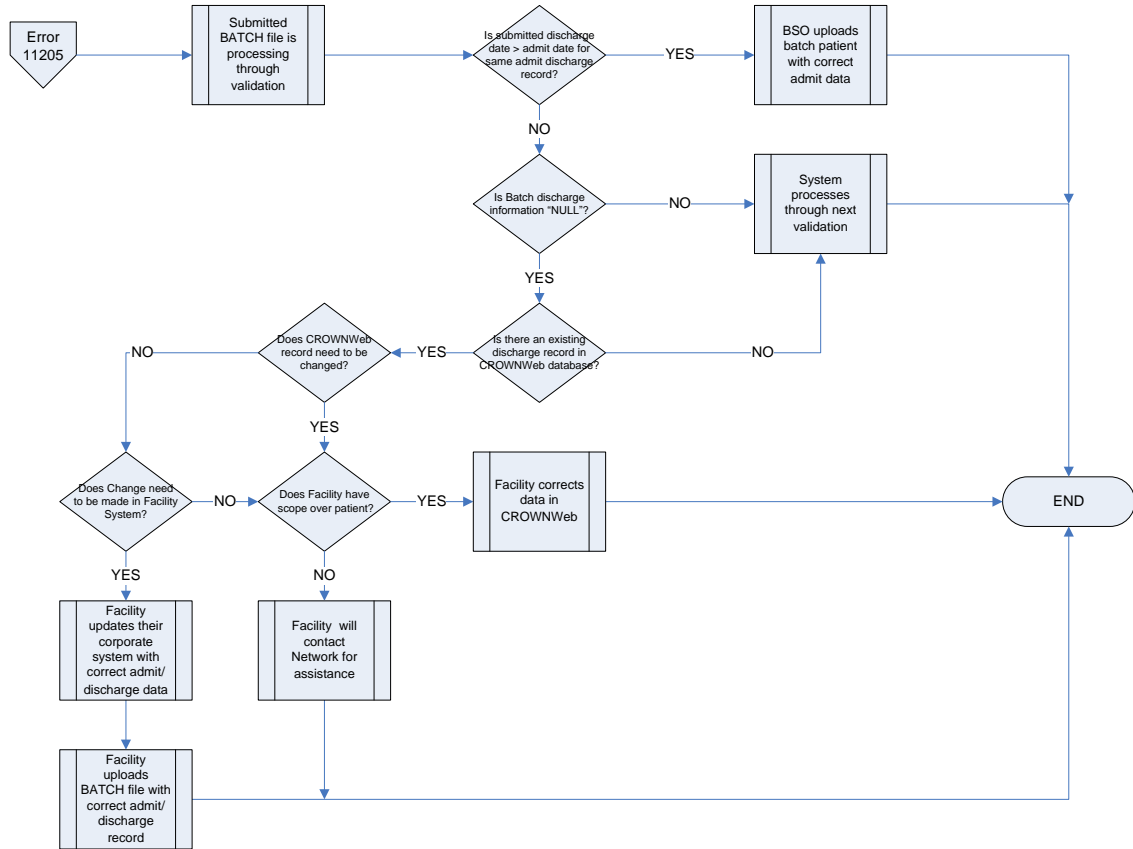 Error
11205
Submitted
BATCH file is
processing
through
validation
Is submitted discharge
date > admit date for
same admit discharge
record?
YES
BSO uploads
batch patient
with correct
admit data
NO
Is Batch discharge
information “NULL”?
NO
System
processes
through next
validation
YES
Is there an existing
discharge record in
CROWNWeb database?
NO
YES
Does CROWNWeb
record need to be
changed?
NO
YES
Does Change need
to be made in Facility
System?
NO
Does Facility have
scope over patient?
YES
Facility corrects
data in
CROWNWeb
END
YES
NO
Facility
updates their
corporate
system with
correct admit/
discharge data
Facility will
contact
Network for
assistance
Facility
uploads
BATCH file with
correct admit/
discharge
record